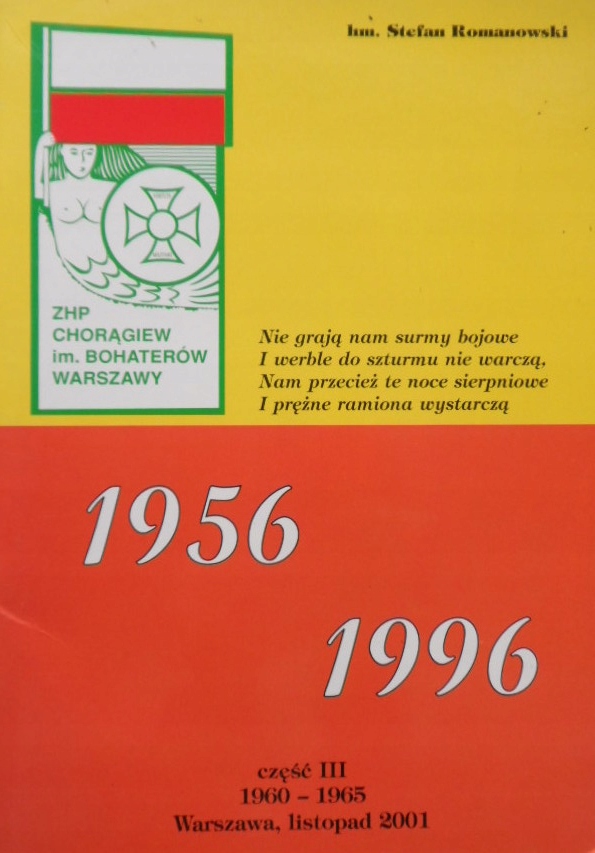 hm. Stefan Romanowski
ZHP
CHORĄGIEW
im. BOHATERÓW
WARSZAWY
Nie grają nam surmy bojowe
I werble do szturmu nie warczą,
Nam przecież te noce sierpniowe
I prężne ramiona wystarczą
1956
1996
część III
1960 – 1965
Warszawa, listopad 2001